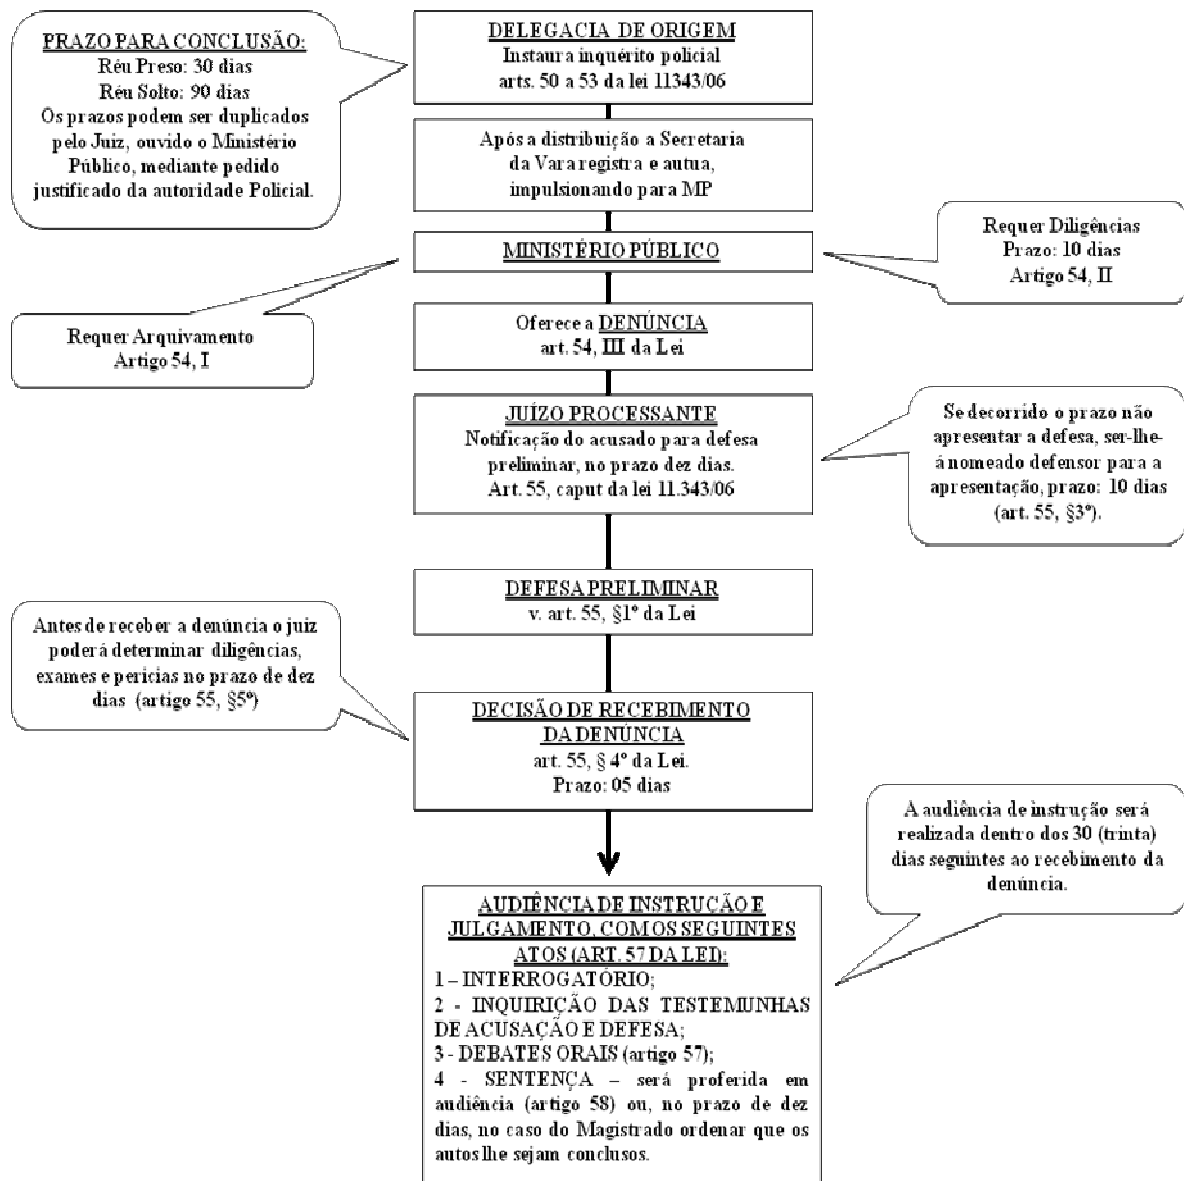 PRAZO PARA CONCLUSÃO:
Réu Preso: 30 dias
Réu Solto: 90 dias
Os prazos podem ser duplicados
pelo Juiz, ouvido o Ministério
Público, mediante pedido
justificado da autoridade Policial.
DELEGACIA DE ORIGEM
Instaura inquérito policial
arts. 50 a 53 da lei 11343/06
Após a distribuição a Secretaria
da Vara registra e autua,
impulsionando para MP
MINISTÉRIO PÚBLICO
Requer Diligências
Prazo: 10 dias
Artigo 54, II
Requer Arquivamento
Artigo 54, I
Oferece a DENÚNCIA
art. 54, III da Lei
JUÍZO PROCESSANTE
Notificação do acusado para defesa
preliminar, no prazo dez dias.
Art. 55, caput da lei 11.343/06
Se decorrido o prazo não
apresentar a defesa, ser-lhe-
á nomeado defensor para a
apresentação, prazo: 10 dias
(art. 55, §3º).
DEFESA PRELIMINAR
v. art. 55, §1º da Lei
Antes de receber a denúncia o juiz
poderá determinar diligências,
exames e perícias no prazo de dez
dias (artigo 55, §5º)
DECISÃO DE RECEBIMENTO
DA DENÚNCIA
art. 55, § 4º da Lei.
Prazo: 05 dias
A audiência de instrução será
realizada dentro dos 30 (trinta)
dias seguintes ao recebimento da
denúncia.
AUDIÊNCIA DE INSTRUÇÃO E
JULGAMENTO, COM OS SEGUINTES
ATOS (ART. 57 DA LEI):
1 – INTERROGATÓRIO;
2 - INQUIRIÇÃO DAS TESTEMUNHAS
DE ACUSAÇÃO E DEFESA;
3 - DEBATES ORAIS (artigo 57);
4 - SENTENÇA – será proferida em
audiência (artigo 58) ou, no prazo de dez
dias, no caso do Magistrado ordenar que os
autos lhe sejam conclusos.